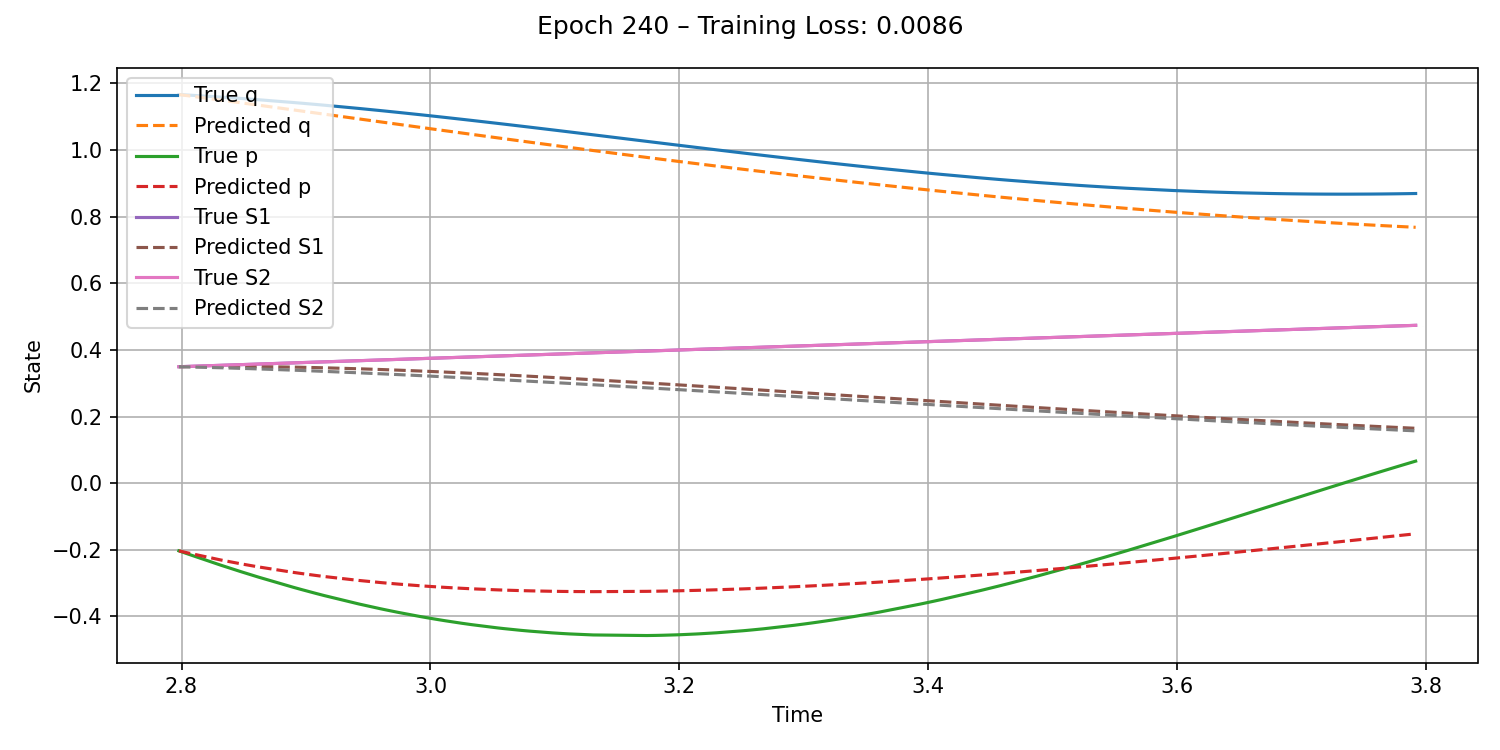 Epoch 240 – Training Loss: 0.0086
1.2
1.0
0.8
0.6
0.4
0.2
0.0
−0.2
−0.4
State
True q
Predicted q
True p
Predicted p
True S1
Predicted S1
True S2
Predicted S2
2.8 3.0 3.2 3.4 3.6 3.8
Time